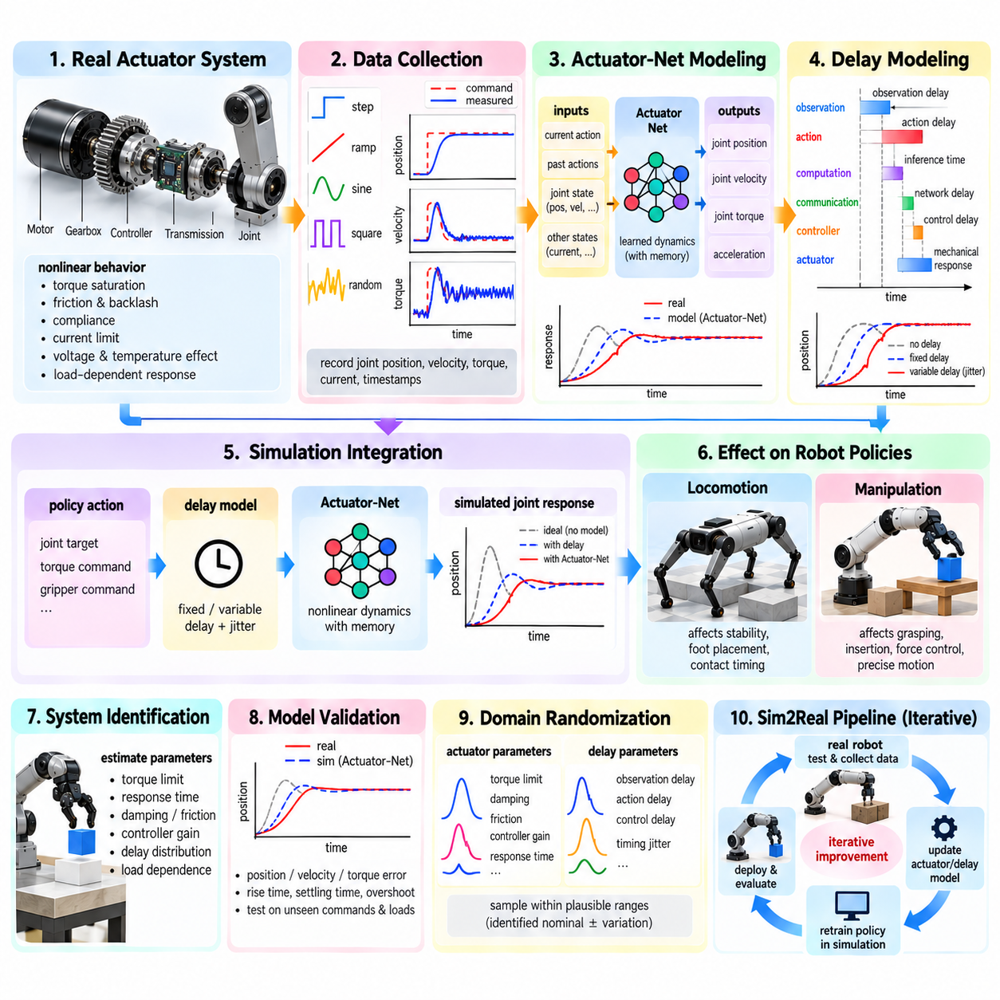 1. Real Actuator System
Motor
Gearbox
Controller
Transmission
Joint
nonlinear behavior
• torque saturation
• friction & backlash
• compliance
• current limit
• voltage & temperature effect
• load-dependent response
2. Data Collection
step
ramp
sine
square
random
command
measured
position
velocity
torque
time
record joint position, velocity, torque,
current, timestamps
3. Actuator-Net Modeling
inputs
current action
past actions
joint state
(pos, vel, ...)
other states
(current, ...)
Actuator
Net
learned dynamics
(with memory)
outputs
joint position
joint velocity
joint torque
acceleration
real
model (Actuator-Net)
response
time
4. Delay Modeling
observation
action
computation
communication
controller
actuator
observation delay
action delay
inference time
network delay
control delay
mechanical
response
time
position
no delay
fixed delay
variable delay (jitter)
time
5. Simulation Integration
policy action
joint target
torque command
gripper command
...
delay model
fixed / variable
delay + jitter
Actuator-Net
nonlinear dynamics
with memory
simulated joint response
ideal (no model)
with delay
with Actuator-Net
position
time
6. Effect on Robot Policies
Locomotion
affects stability,
foot placement,
contact timing
Manipulation
affects grasping,
insertion, force control,
precise motion
7. System Identification
estimate parameters
• torque limit
• response time
• damping / friction
• controller gain
• delay distribution
• load dependence
8. Model Validation
real
sim (Actuator-Net)
position
time
• position / velocity / torque error
• rise time, settling time, overshoot
• test on unseen commands & loads
9. Domain Randomization
actuator parameters
torque limit
damping
friction
controller gain
response time
...
delay parameters
observation delay
action delay
control delay
timing jitter
...
sample within plausible ranges
(identified nominal ± variation)
10. Sim2Real Pipeline (Iterative)
real robot
test & collect data
update
actuator/delay
model
retrain policy
in simulation
deploy &
evaluate
iterative
improvement